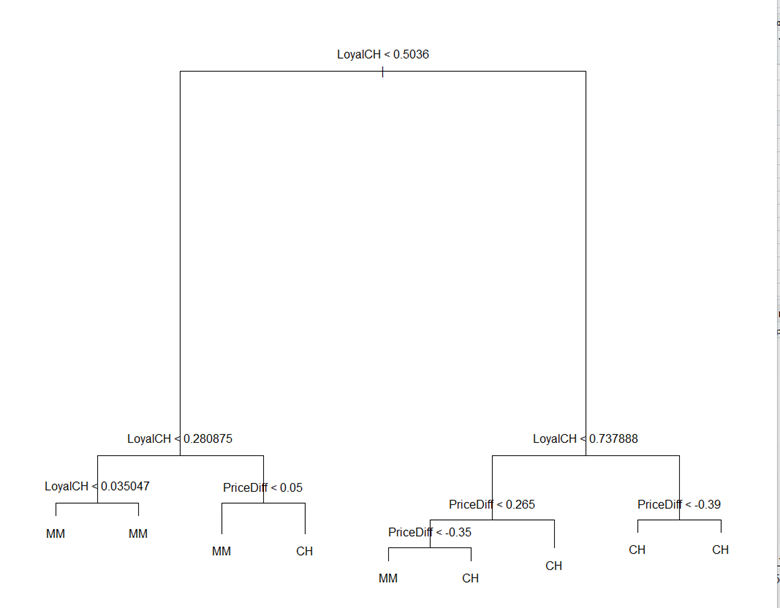 LoyalCH < 0.5036
LoyalCH < 0.280875
LoyalCH < 0.737888
LoyalCH < 0.035047
PriceDiff < 0.05
PriceDiff < 0.265
PriceDiff < -0.39
PriceDiff < -0.35
MM
MM
MM
CH
MM
CH
CH
CH
CH